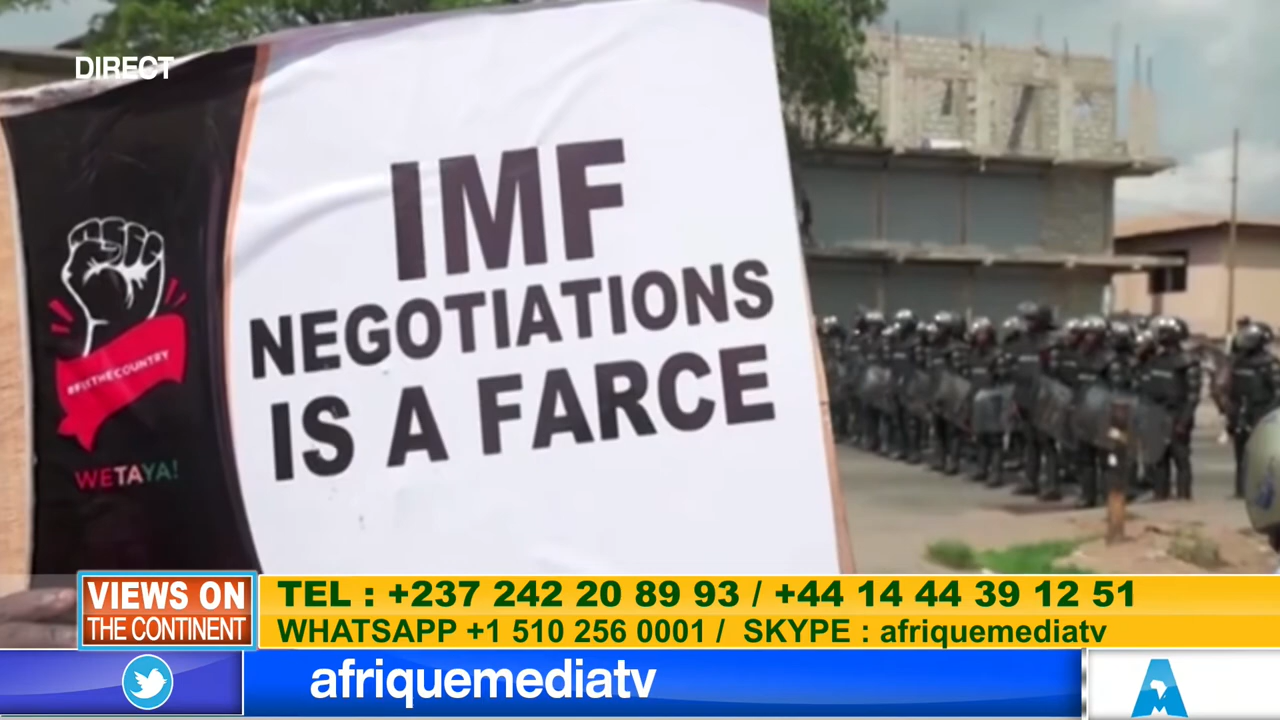 DIRECT
IMF
NEGOTIATIONS
IS A FARCE
#FIXTHECOUNTRY
WETAYA!
VIEWS ON
THE CONTINENT
TEL : +237 242 20 89 93 / +44 14 44 39 12 51
WHATSAPP +1 510 256 0001 / SKYPE : afriquemediatv
afriquemediatv